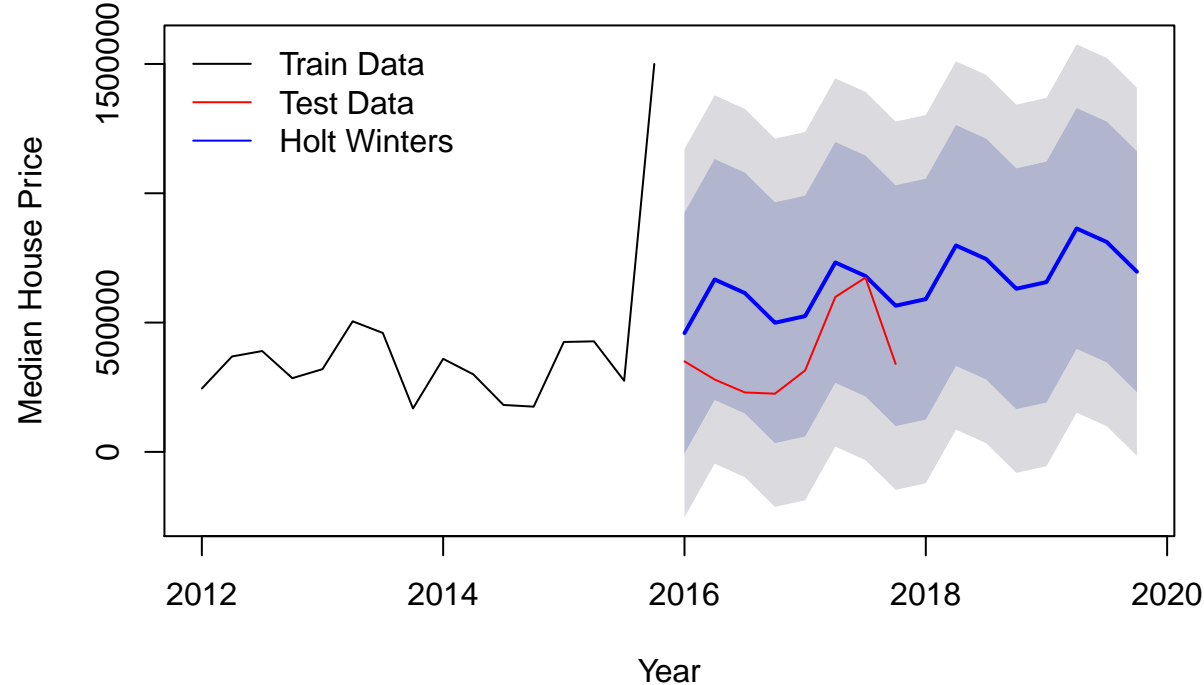 Median House Price
1500000
500000
0
Train Data
Test Data
Holt Winters
2012
2014
2016
2018
2020
Year